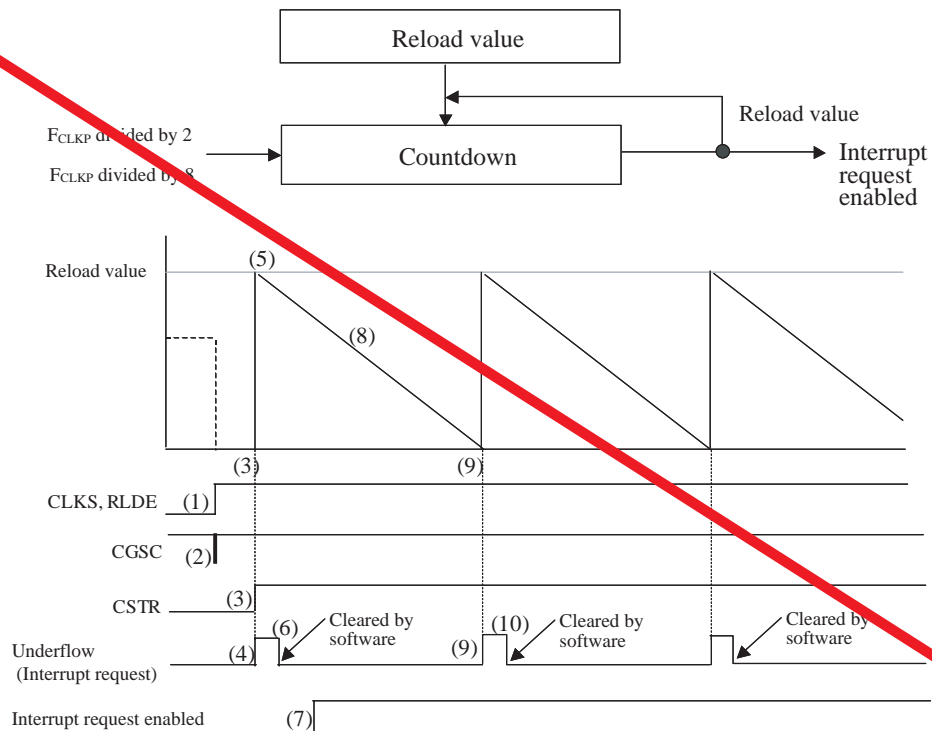 Reload value
Reload value
FCLKP divided by 2
Countdown
FCLKP divided by 8
Interrupt
request
enabled
Reload value
(5)
(8)
(3)
(9)
CLKS, RLDE
(1)
CGSC
(2)
CSTR
(3)
(6)
Cleared by
software
(10)
Cleared by
software
Cleared by
software
Underflow
(Interrupt request)
(4)
(9)
Interrupt request enabled
(7)